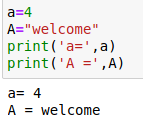 a=4
A="welcome"
print('a=',a)
print('A =',A)
a= 4
A = welcome